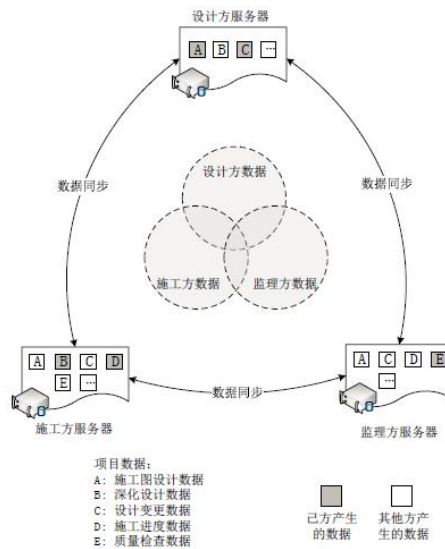 设计方服务器
A B C …
数据同步
数据同步
设计方数据
施工方数据 监理方数据
A B C D
E …
A C D E
…
数据同步
施工方服务器
监理方服务器
项目数据：
A: 施工图设计数据
B: 深化设计数据
C: 设计变更数据
D: 施工进度数据
E: 质量检查数据
己方产生
的数据
其他方产
生的数据